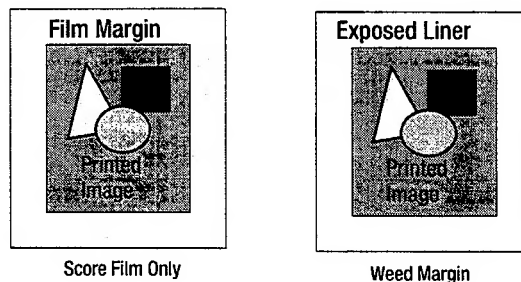 Film Margin
Printed
Image
Score Film Only
Exposed Liner
Printed
Image
Weed Margin